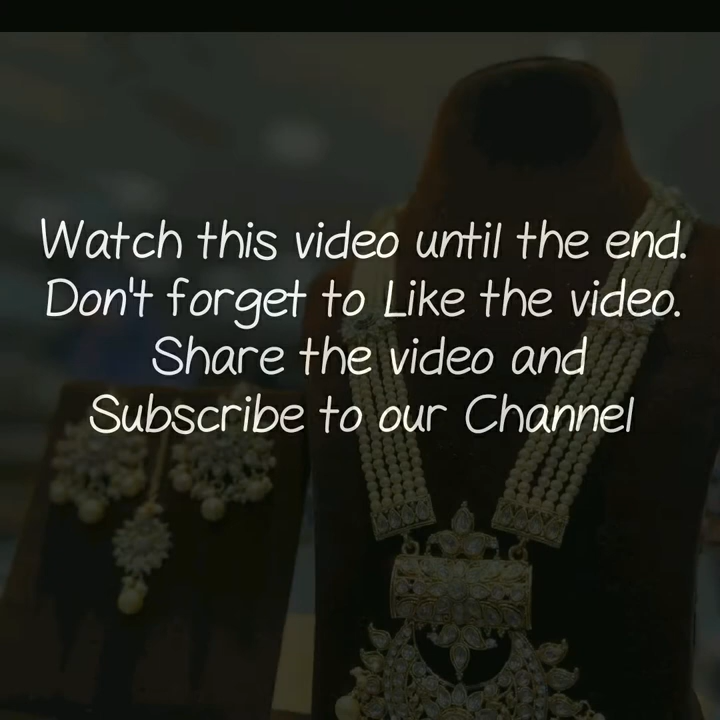 Watch this video until the end.
Don't forget to Like the video.
Share the video and
Subscribe to our Channel